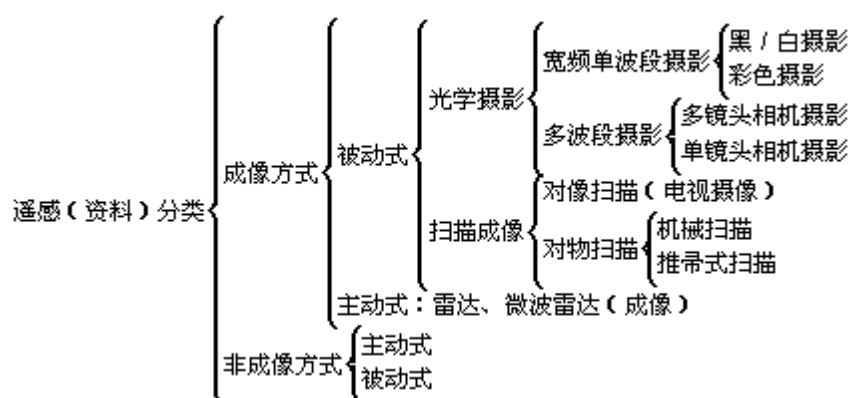 黑/白摄影
宽频单波段摄影
彩色摄影
光学摄影
多镜头相机摄影
多波段摄影
单镜头相机摄影
被动式
成像方式
对像扫描(电视摄像)
遥感(资料)分类
扫描成像
机械扫描
对物扫描
推帚式扫描
主动式:雷达、微波雷达(成像)
主动式
非成像方式
被动式